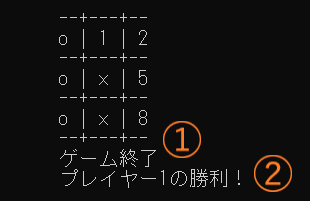 --+---+--
o | 1 | 2
--+---+--
o | × | 5
--+---+--
o | × | 8
--+---+--
ゲーム終了 ①
プレイヤー1の勝利！ ②